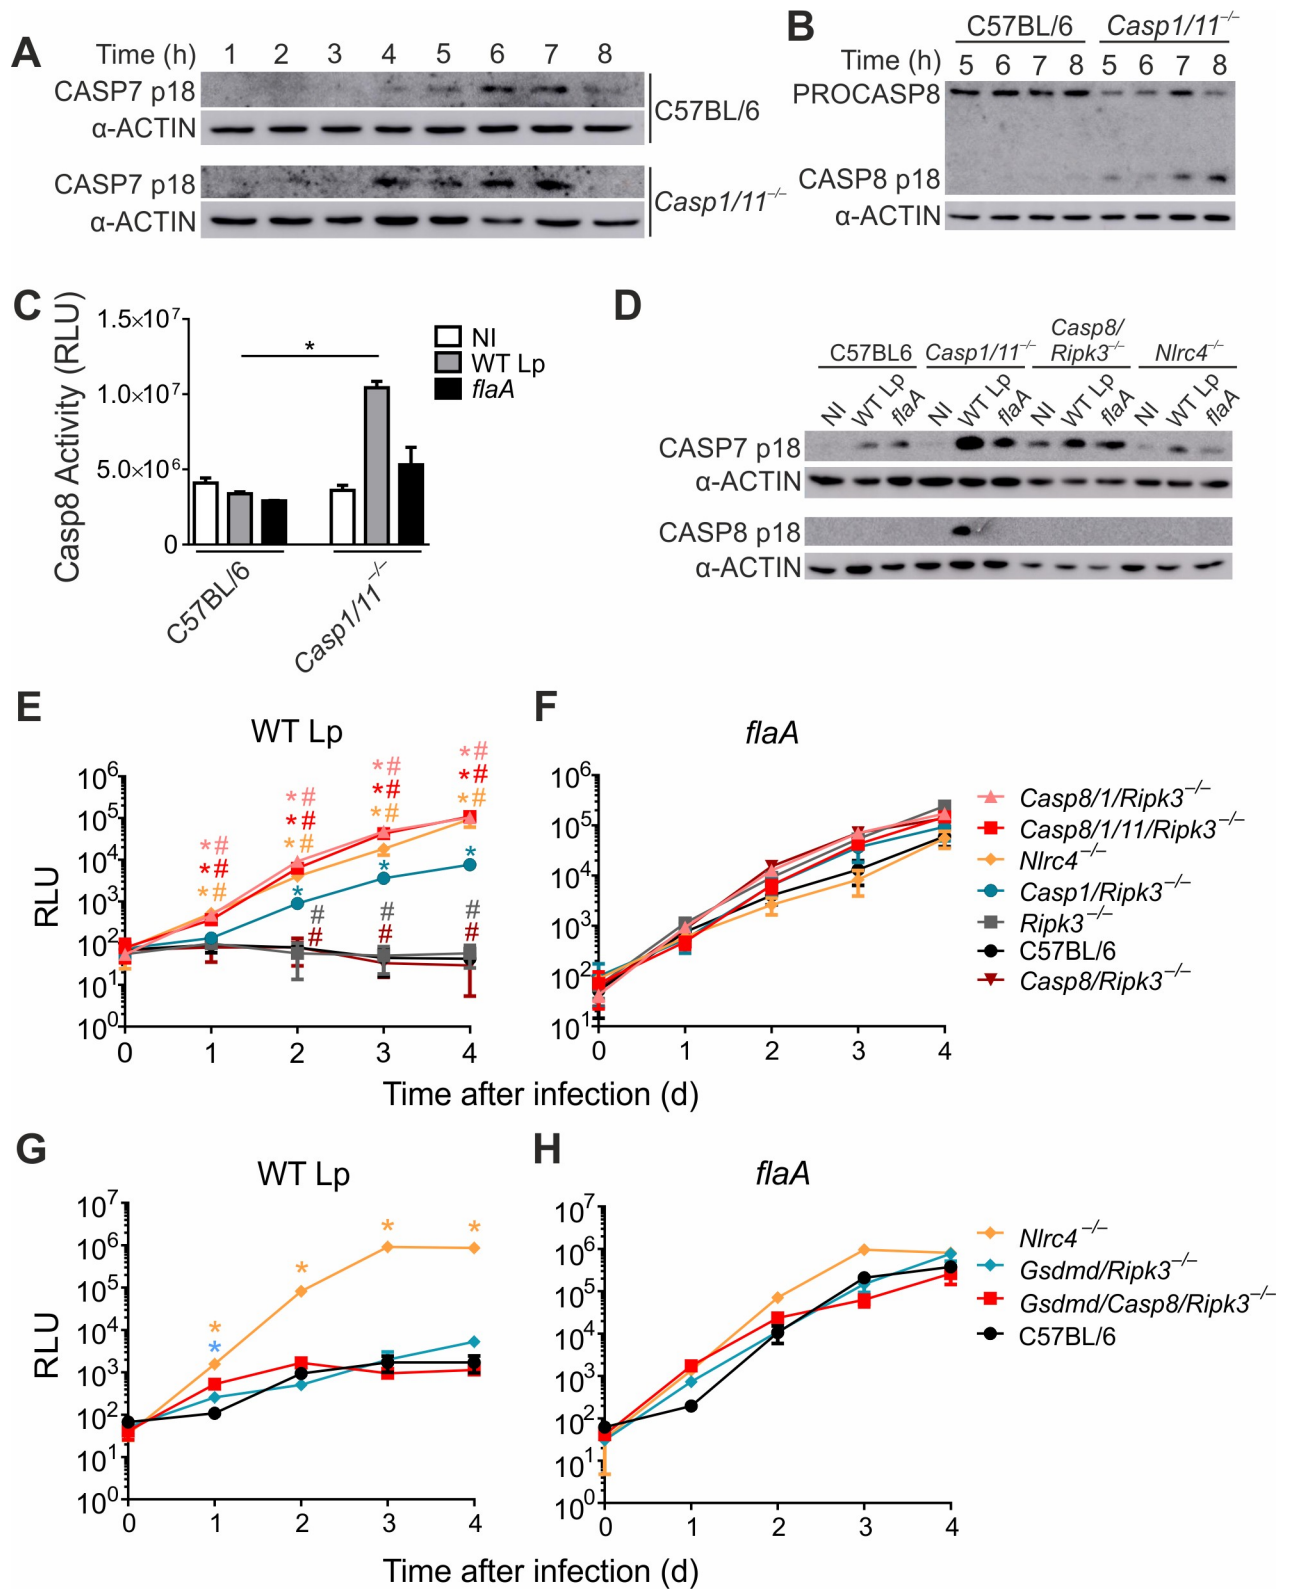 A
Time (h) 1 2 3 4 5 6 7 8
CASP7 p18
α-ACTIN
C57BL/6
CASP7 p18
α-ACTIN
Casp1/11⁻/⁻
B
C57BL/6 Casp1/11⁻/⁻
Time (h) 5 6 7 8 5 6 7 8
PROCASP8
CASP8 p18
α-ACTIN
C
Casp8 Activity (RLU)
1.5×10⁷
1.0×10⁷
5.0×10⁶
0
*
NI
WT Lp
flaA
C57BL/6
Casp1/11⁻/⁻
D
C57BL6 Casp1/11⁻/⁻ Casp8/
Ripk3⁻/⁻ Nlrc4⁻/⁻
NI WT Lp flaA NI WT Lp flaA NI WT Lp flaA NI WT Lp flaA
CASP7 p18
α-ACTIN
CASP8 p18
α-ACTIN
E
WT Lp
RLU
10⁶
10⁵
10⁴
10³
10²
10¹
10⁰
*# *# *# *#
*# *# *# *#
*# *# *# *#
* * *
# # #
# # #
0 1 2 3 4
F
flaA
10⁶
10⁵
10⁴
10³
10²
10¹
0 1 2 3 4
Casp8/1/Ripk3⁻/⁻
Casp8/1/11/Ripk3⁻/⁻
Nlrc4⁻/⁻
Casp1/Ripk3⁻/⁻
Ripk3⁻/⁻
C57BL/6
Casp8/Ripk3⁻/⁻
Time after infection (d)
G
WT Lp
RLU
10⁷
10⁶
10⁵
10⁴
10³
10²
10¹
10⁰
* * * *
*
0 1 2 3 4
H
flaA
10⁷
10⁶
10⁵
10⁴
10³
10²
10¹
10⁰
0 1 2 3 4
Nlrc4⁻/⁻
Gsdmd/Ripk3⁻/⁻
Gsdmd/Casp8/Ripk3⁻/⁻
C57BL/6
Time after infection (d)